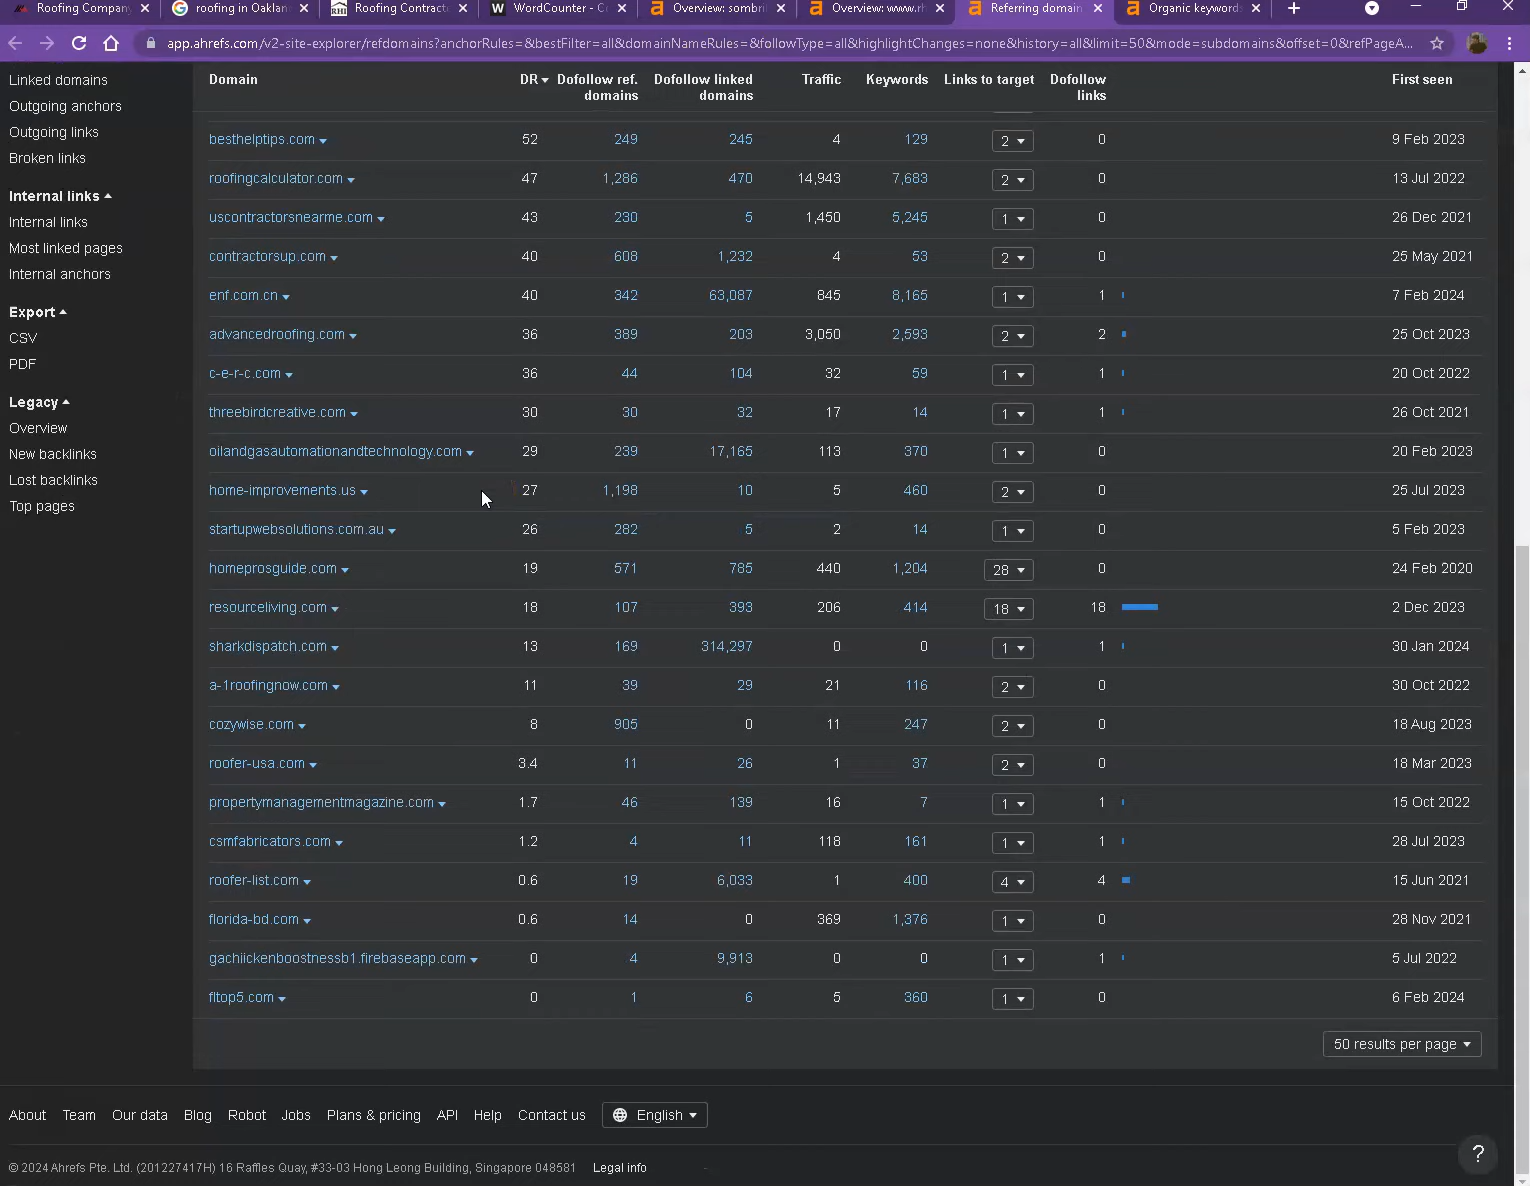 Roofing Company
roofing in Oaklan
Roofing Contract
WordCounter - C
Overview: sombri
Overview: www.rh
Referring domain
Organic keywords
app.ahrefs.com/v2-site-explorer/refdomains?anchorRules=&bestFilter=all&domainNameRules=&followType=all&highlightChanges=none&history=all&limit=50&mode=subdomains&offset=0&refPageA...
Linked domains
Outgoing anchors
Outgoing links
Broken links
Internal links
Internal links
Most linked pages
Internal anchors
Export
CSV
PDF
Legacy
Overview
New backlinks
Lost backlinks
Top pages
Domain DR Dofollow ref. domains Dofollow linked domains Traffic Keywords Links to target Dofollow links First seen
besthelptips.com 52 249 245 4 129 2 0 9 Feb 2023
roofingcalculator.com 47 1,286 470 14,943 7,683 2 0 13 Jul 2022
uscontractorsnearme.com 43 230 5 1,450 5,245 1 0 26 Dec 2021
contractorsup.com 40 608 1,232 4 53 2 0 25 May 2021
enf.com.cn 40 342 63,087 845 8,165 1 1 7 Feb 2024
advancedroofing.com 36 389 203 3,050 2,593 2 2 25 Oct 2023
c-e-r-c.com 36 44 104 32 59 1 1 20 Oct 2022
threebirdcreative.com 30 30 32 17 14 1 1 26 Oct 2021
oilandgasautomationandtechnology.com 29 239 17,165 113 370 1 0 20 Feb 2023
home-improvements.us 27 1,198 10 5 460 2 0 25 Jul 2023
startupwebsolutions.com.au 26 282 5 2 14 1 0 5 Feb 2023
homeprosguide.com 19 571 785 440 1,204 28 0 24 Feb 2020
resourceliving.com 18 107 393 206 414 18 18 2 Dec 2023
sharkdispatch.com 13 169 314,297 0 0 1 1 30 Jan 2024
a-1roofingnow.com 11 39 29 21 116 2 0 30 Oct 2022
cozywise.com 8 905 0 11 247 2 0 18 Aug 2023
roofer-usa.com 3.4 11 26 1 37 2 0 18 Mar 2023
propertymanagementmagazine.com 1.7 46 139 16 7 1 1 15 Oct 2022
csmfabricators.com 1.2 4 11 118 161 1 1 28 Jul 2023
roofer-list.com 0.6 19 6,033 1 400 4 4 15 Jun 2021
florida-bd.com 0.6 14 0 369 1,376 1 0 28 Nov 2021
gachiickenboostnessb1.firebaseapp.com 0 4 9,913 0 0 1 1 5 Jul 2022
fltop5.com 0 1 6 5 360 1 0 6 Feb 2024
50 results per page
About Team Our data Blog Robot Jobs Plans & pricing API Help Contact us English
© 2024 Ahrefs Pte. Ltd. (201227417H) 16 Raffles Quay, #33-03 Hong Leong Building, Singapore 048581 Legal info
?